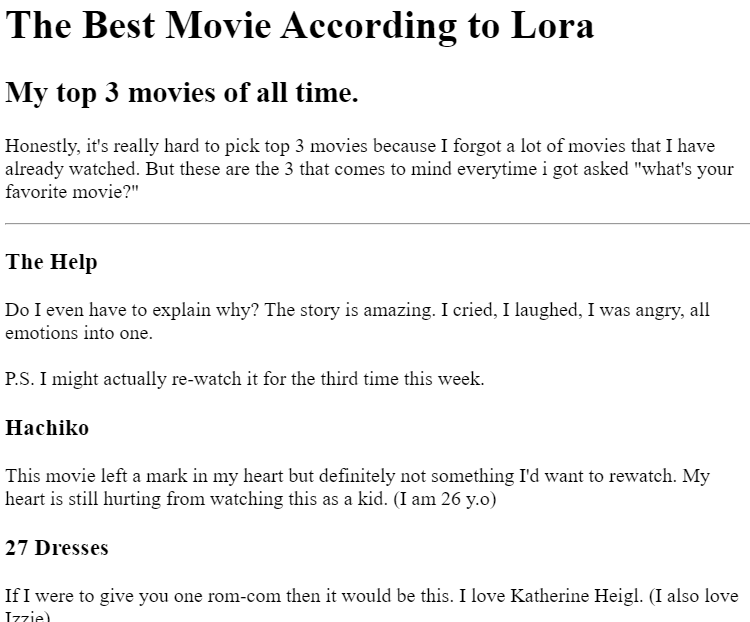 The Best Movie According to Lora
My top 3 movies of all time.
Honestly, it's really hard to pick top 3 movies because I forgot a lot of movies that I have
already watched. But these are the 3 that comes to mind everytime i got asked "what's your
favorite movie?"
The Help
Do I even have to explain why? The story is amazing. I cried, I laughed, I was angry, all
emotions into one.
P.S. I might actually re-watch it for the third time this week.
Hachiko
This movie left a mark in my heart but definitely not something I'd want to rewatch. My
heart is still hurting from watching this as a kid. (I am 26 y.o)
27 Dresses
If I were to give you one rom-com then it would be this. I love Katherine Heigl. (I also love
Izzie)